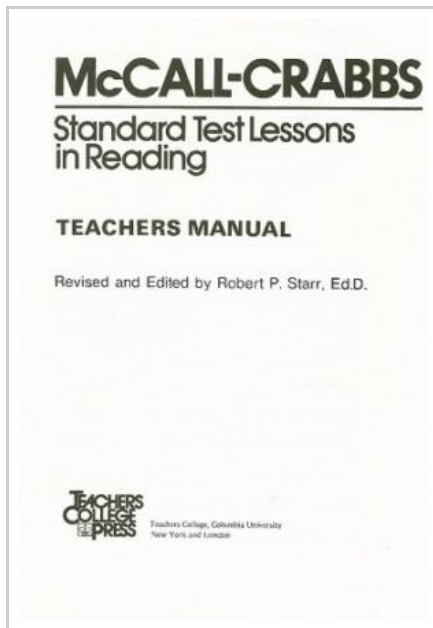 McCALL-CRABBS
Standard Test Lessons
in Reading
TEACHERS MANUAL
Revised and Edited by Robert P. Starr, Ed.D.
TEACHERS
COLLEGE
PRESS
Teachers College, Columbia University
New York and London